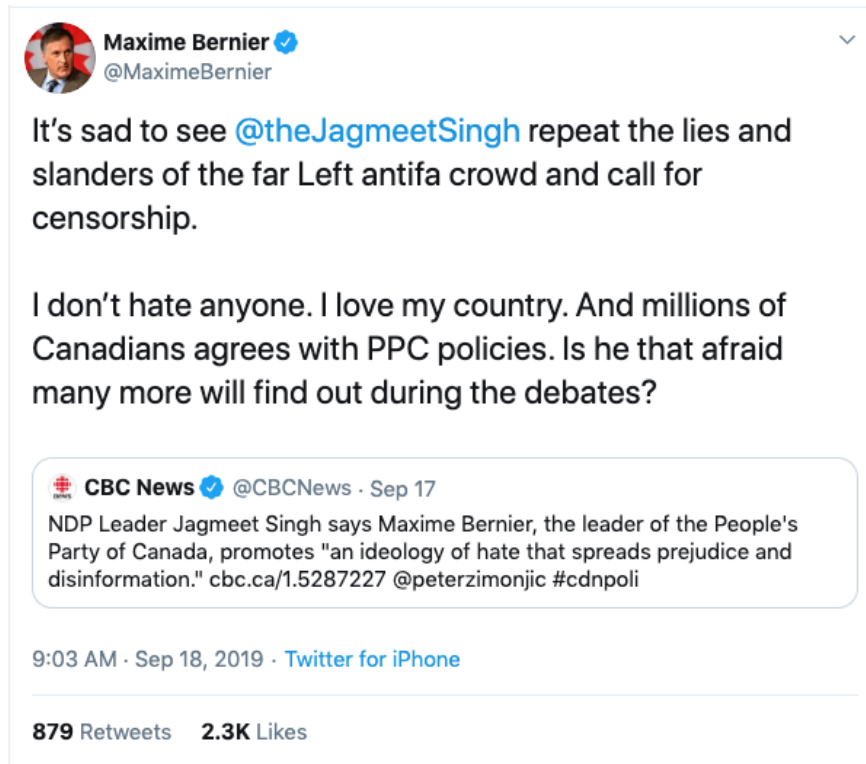 Maxime Bernier
@MaximeBernier
It's sad to see @theJagmeetSingh repeat the lies and
slanders of the far Left antifa crowd and call for
censorship.
I don't hate anyone. I love my country. And millions of
Canadians agrees with PPC policies. Is he that afraid
many more will find out during the debates?
CBC News @CBCNews · Sep 17
NDP Leader Jagmeet Singh says Maxime Bernier, the leader of the People's
Party of Canada, promotes "an ideology of hate that spreads prejudice and
disinformation." cbc.ca/1.5287227 @peterzimonjic #cdnpoli
9:03 AM · Sep 18, 2019 · Twitter for iPhone
879 Retweets 2.3K Likes